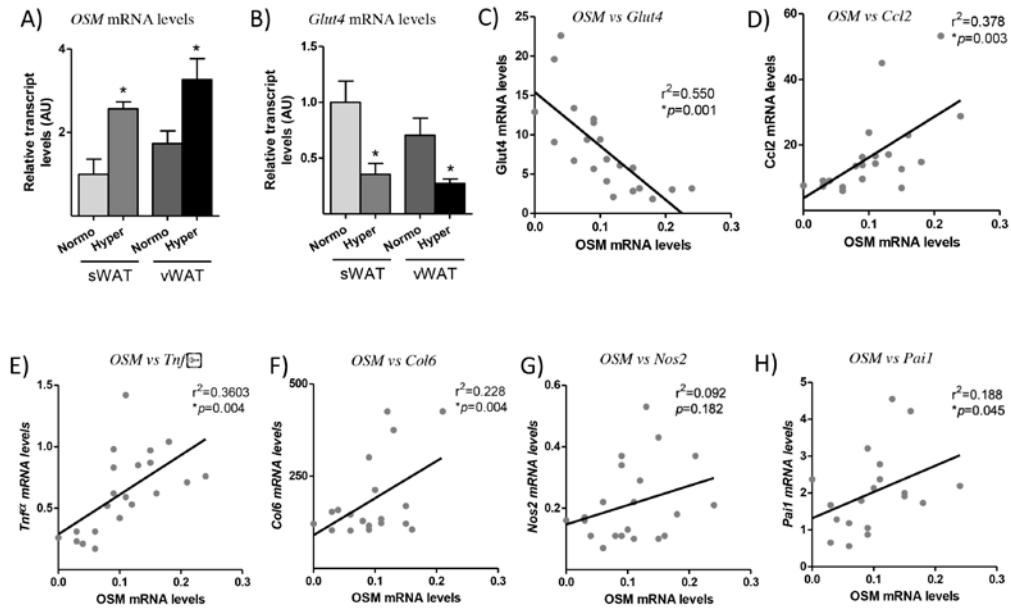 A) OSM mRNA levels
Relative transcript
levels (AU)
4
2
*
*
Normo Hyper Normo Hyper
sWAT vWAT
B) Glut4 mRNA levels
Relative transcript
levels (AU)
1.5
1.0
0.5
0.0
*
*
Normo Hyper Normo Hyper
sWAT vWAT
C) OSM vs Glut4
Glut4 mRNA levels
25
20
15
10
5
0
r²=0.550
*p=0.001
0.0 0.1 0.2 0.3
OSM mRNA levels
D) OSM vs Ccl2
Ccl2 mRNA levels
60
40
20
r²=0.378
*p=0.003
0.0 0.1 0.2 0.3
OSM mRNA levels
E) OSM vs Tnf
Tnfα mRNA levels
1.5
1.0
0.5
r²=0.3603
*p=0.004
0.0 0.1 0.2 0.3
OSM mRNA levels
F) OSM vs Col6
Col6 mRNA levels
500
250
r²=0.228
*p=0.004
0.0 0.1 0.2 0.3
OSM mRNA levels
G) OSM vs Nos2
Nos2 mRNA levels
0.6
0.4
0.2
0.0
r²=0.092
p=0.182
0.0 0.1 0.2 0.3
OSM mRNA levels
H) OSM vs Pai1
Pai1 mRNA levels
5
4
3
2
1
0
r²=0.188
*p=0.045
0.0 0.1 0.2 0.3
OSM mRNA levels